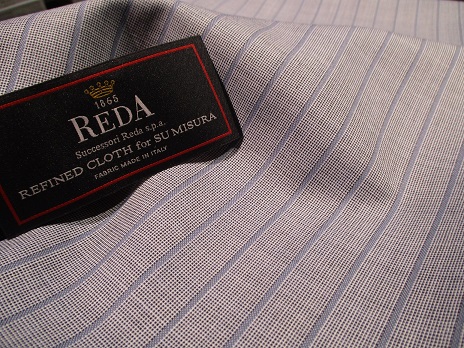 1865
REDA
Successori Reda s.p.a.
REFINED CLOTH for SU MISURA
FABRIC MADE IN ITALY